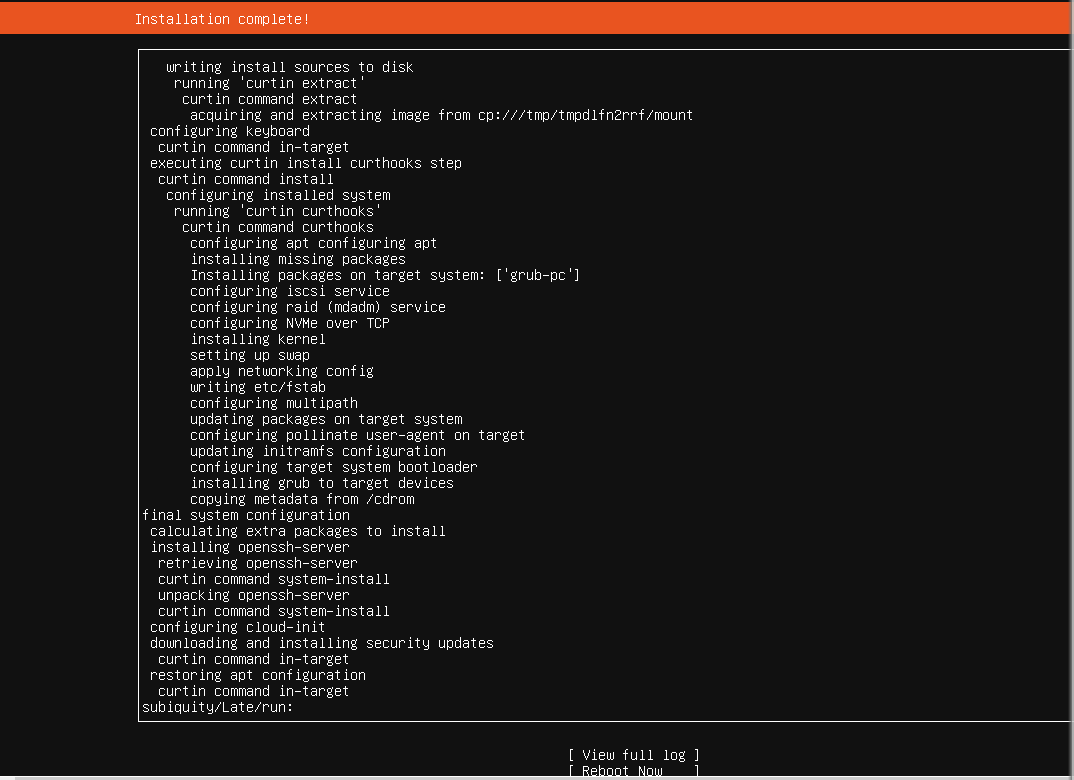 Installation complete!
writing install sources to disk
running 'curtin extract'
curtin command extract
acquiring and extracting image from cp:///tmp/tmpdlfn2rrf/mount
configuring keyboard
curtin command in-target
executing curtin install curthooks step
curtin command install
configuring installed system
running 'curtin curthooks'
curtin command curthooks
configuring apt configuring apt
installing missing packages
Installing packages on target system: ['grub-pc']
configuring iscsi service
configuring raid (mdadm) service
configuring NVMe over TCP
installing kernel
setting up swap
apply networking config
writing etc/fstab
configuring multipath
updating packages on target system
configuring pollinate user-agent on target
updating initramfs configuration
configuring target system bootloader
installing grub to target devices
copying metadata from /cdrom
final system configuration
calculating extra packages to install
installing openssh-server
retrieving openssh-server
curtin command system-install
unpacking openssh-server
curtin command system-install
configuring cloud-init
downloading and installing security updates
curtin command in-target
restoring apt configuration
curtin command in-target
subiquity/Late/run:
[ View full log ]
[ Reboot Now    ]